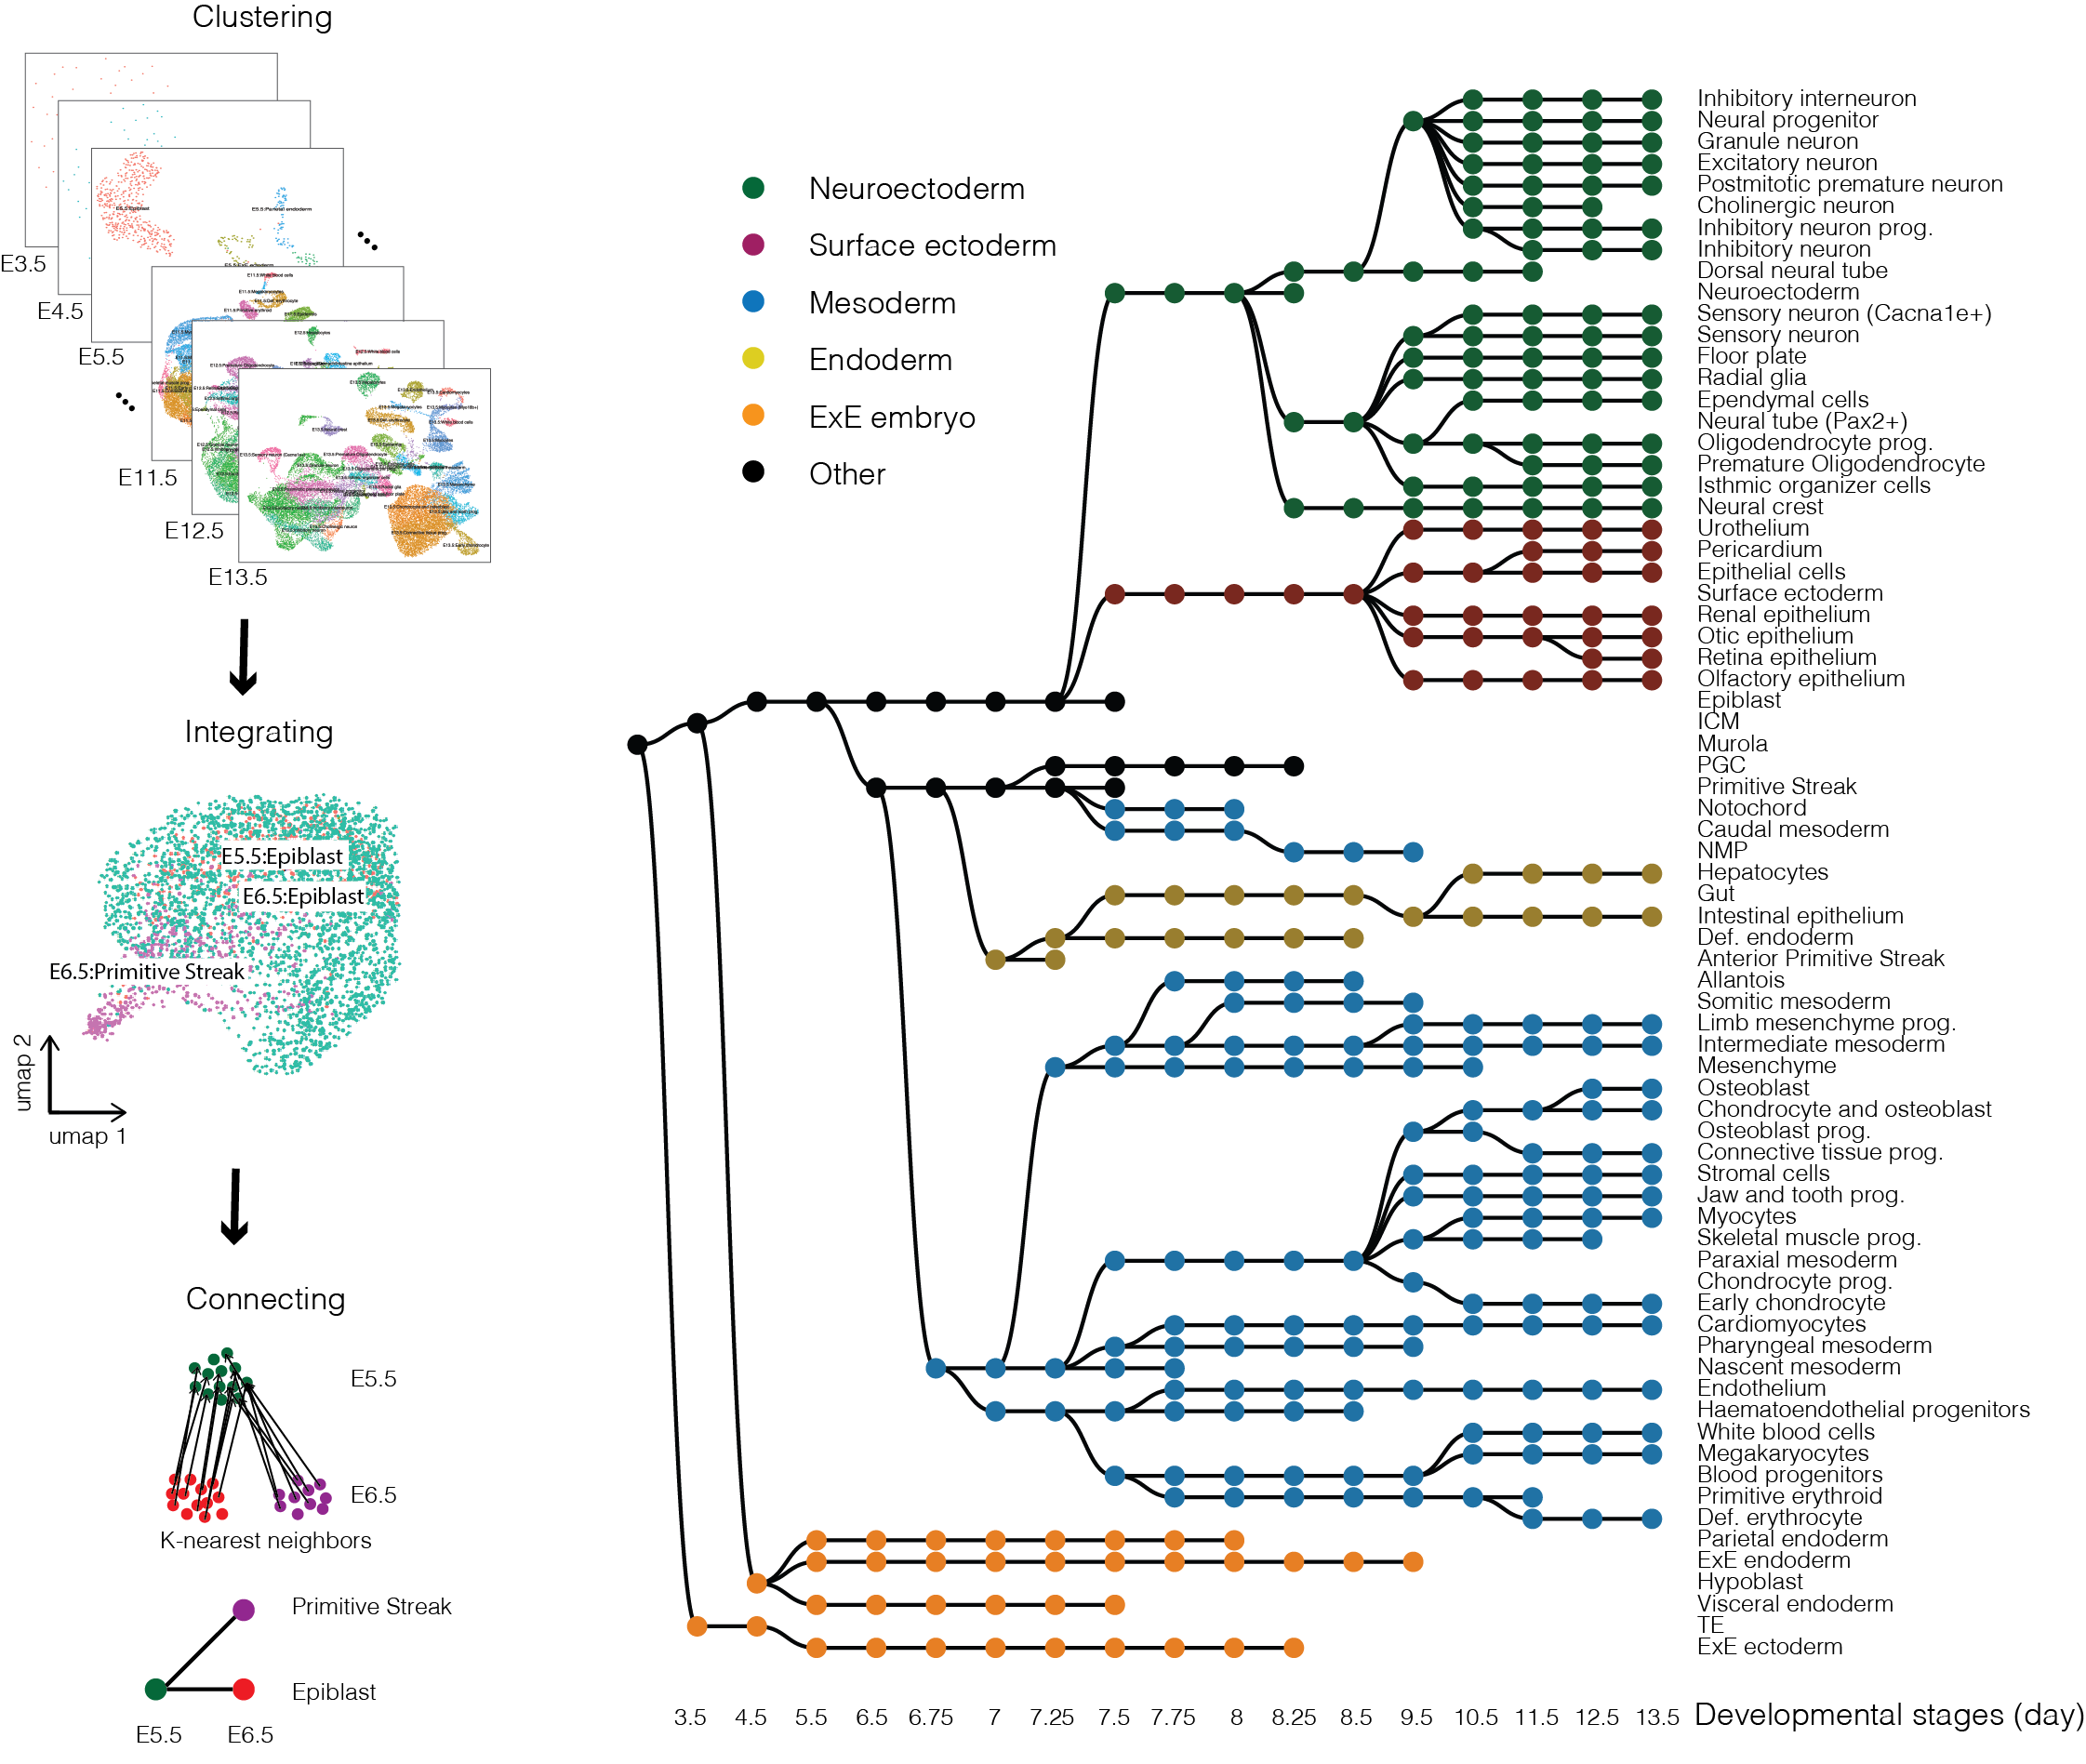 Clustering
E3.5
E4.5
E5.5
E11.5
E12.5
E13.5
Integrating
E5.5:Epiblast
E6.5:Epiblast
E6.5:Primitive Streak
umap 2
umap 1
Connecting
E5.5
E6.5
K-nearest neighbors
Primitive Streak
Epiblast
E5.5 E6.5
Neuroectoderm
Surface ectoderm
Mesoderm
Endoderm
ExE embryo
Other
Inhibitory interneuron
Neural progenitor
Granule neuron
Excitatory neuron
Postmitotic premature neuron
Cholinergic neuron
Inhibitory neuron prog.
Inhibitory neuron
Dorsal neural tube
Neuroectoderm
Sensory neuron (Cacna1e+)
Sensory neuron
Floor plate
Radial glia
Ependymal cells
Neural tube (Pax2+)
Oligodendrocyte prog.
Premature Oligodendrocyte
Isthmic organizer cells
Neural crest
Urothelium
Pericardium
Epithelial cells
Surface ectoderm
Renal epithelium
Otic epithelium
Retina epithelium
Olfactory epithelium
Epiblast
ICM
Murola
PGC
Primitive Streak
Notochord
Caudal mesoderm
NMP
Hepatocytes
Gut
Intestinal epithelium
Def. endoderm
Anterior Primitive Streak
Allantois
Somitic mesoderm
Limb mesenchyme prog.
Intermediate mesoderm
Mesenchyme
Osteoblast
Chondrocyte and osteoblast
Osteoblast prog.
Connective tissue prog.
Stromal cells
Jaw and tooth prog.
Myocytes
Skeletal muscle prog.
Paraxial mesoderm
Chondrocyte prog.
Early chondrocyte
Cardiomyocytes
Pharyngeal mesoderm
Nascent mesoderm
Endothelium
Haematoendothelial progenitors
White blood cells
Megakaryocytes
Blood progenitors
Primitive erythroid
Def. erythrocyte
Parietal endoderm
ExE endoderm
Hypoblast
Visceral endoderm
TE
ExE ectoderm
3.5 4.5 5.5 6.5 6.75 7 7.25 7.5 7.75 8 8.25 8.5 9.5 10.5 11.5 12.5 13.5 Developmental stages (day)